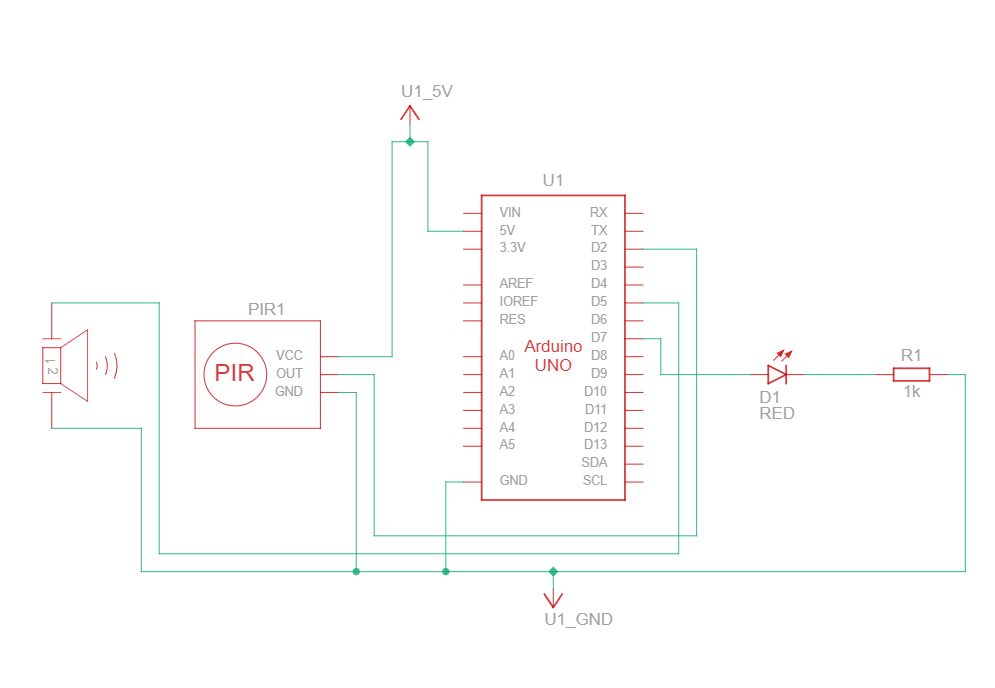 U1_5V
U1
VIN
5V
3.3V
AREF
IOREF
RES
A0
A1
A2
A3
A4
A5
GND
RX
TX
D2
D3
D4
D5
D6
D7
D8
D9
D10
D11
D12
D13
SDA
SCL
Arduino
UNO
PIR1
PIR
VCC
OUT
GND
1 2
D1
RED
R1
1k
U1_GND